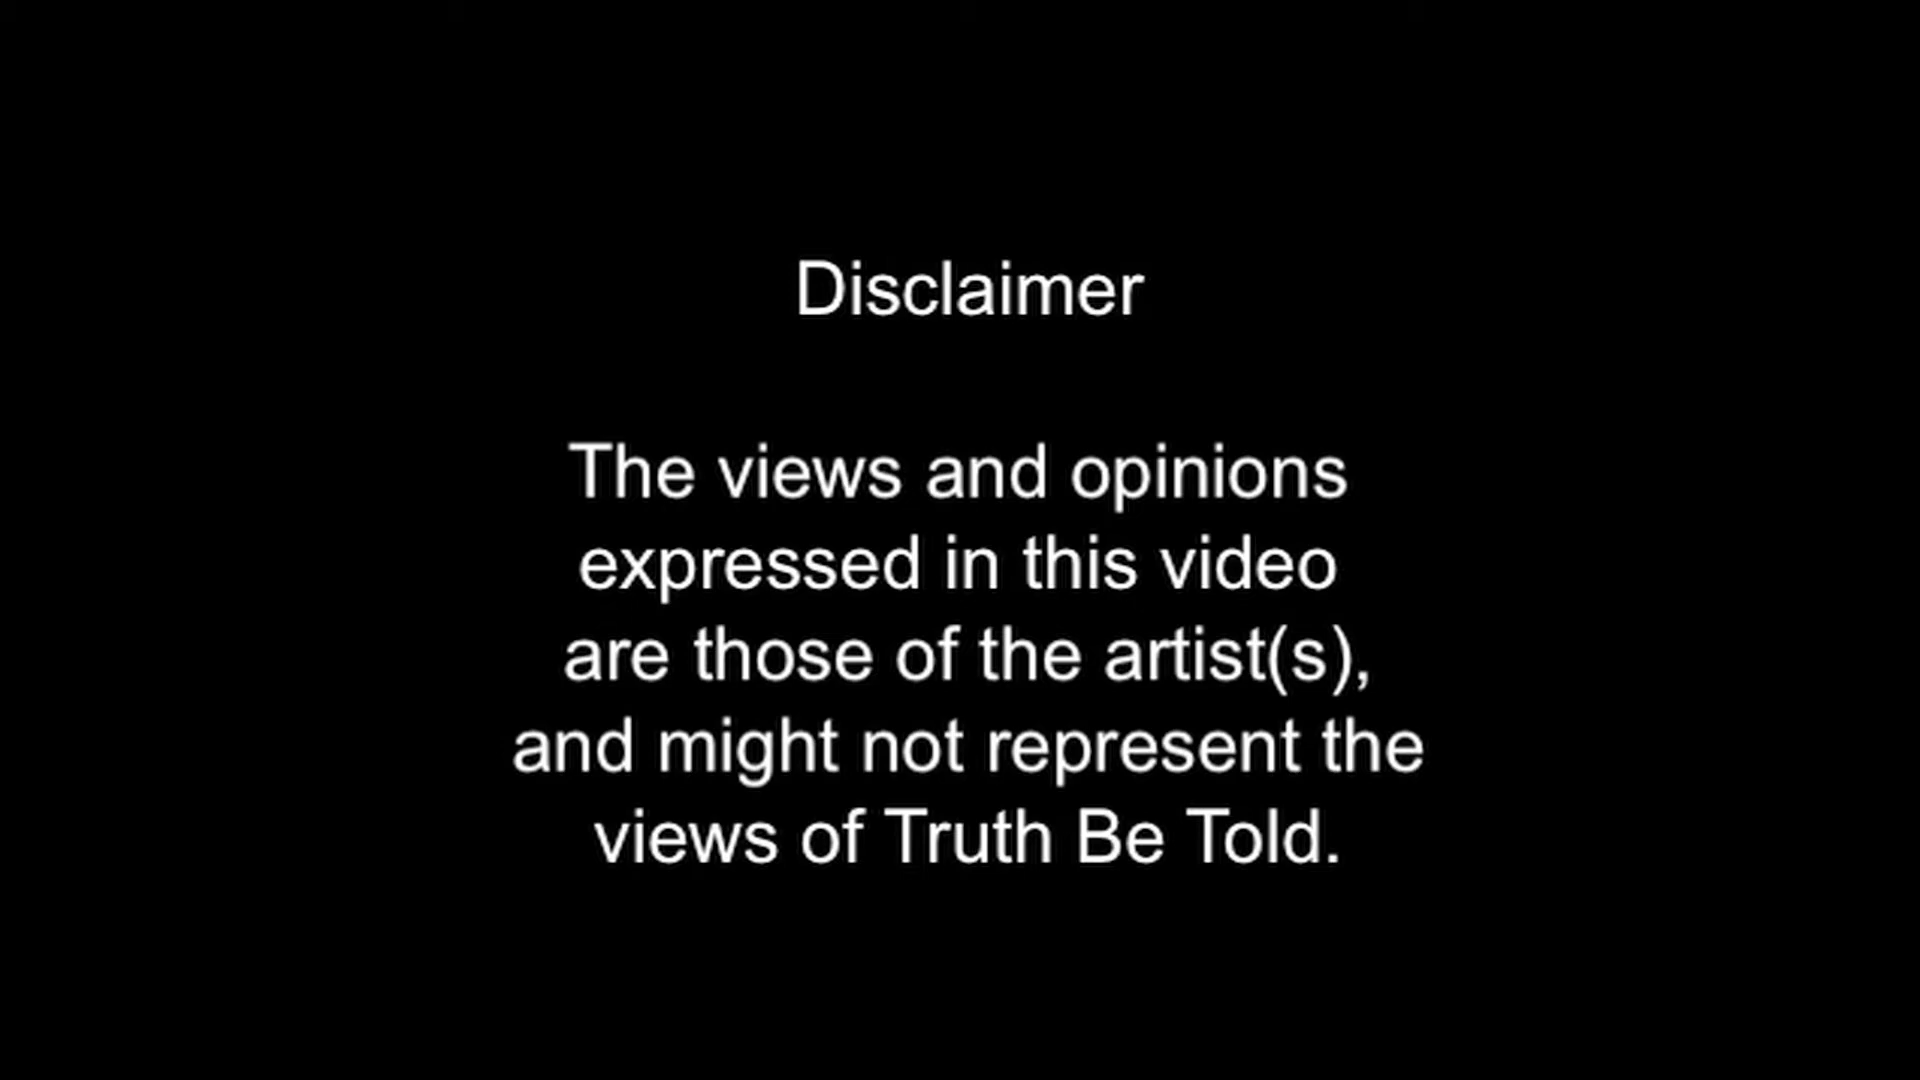 Disclaimer
The views and opinions
expressed in this video
are those of the artist(s),
and might not represent the
views of Truth Be Told.